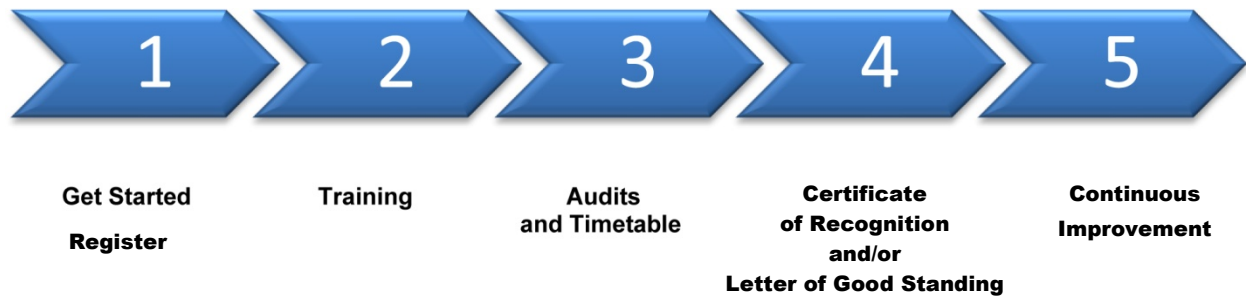 1
2
3
4
5
Get Started
Register
Training
Audits
and Timetable
Certificate
of Recognition
and/or
Letter of Good Standing
Continuous
Improvement